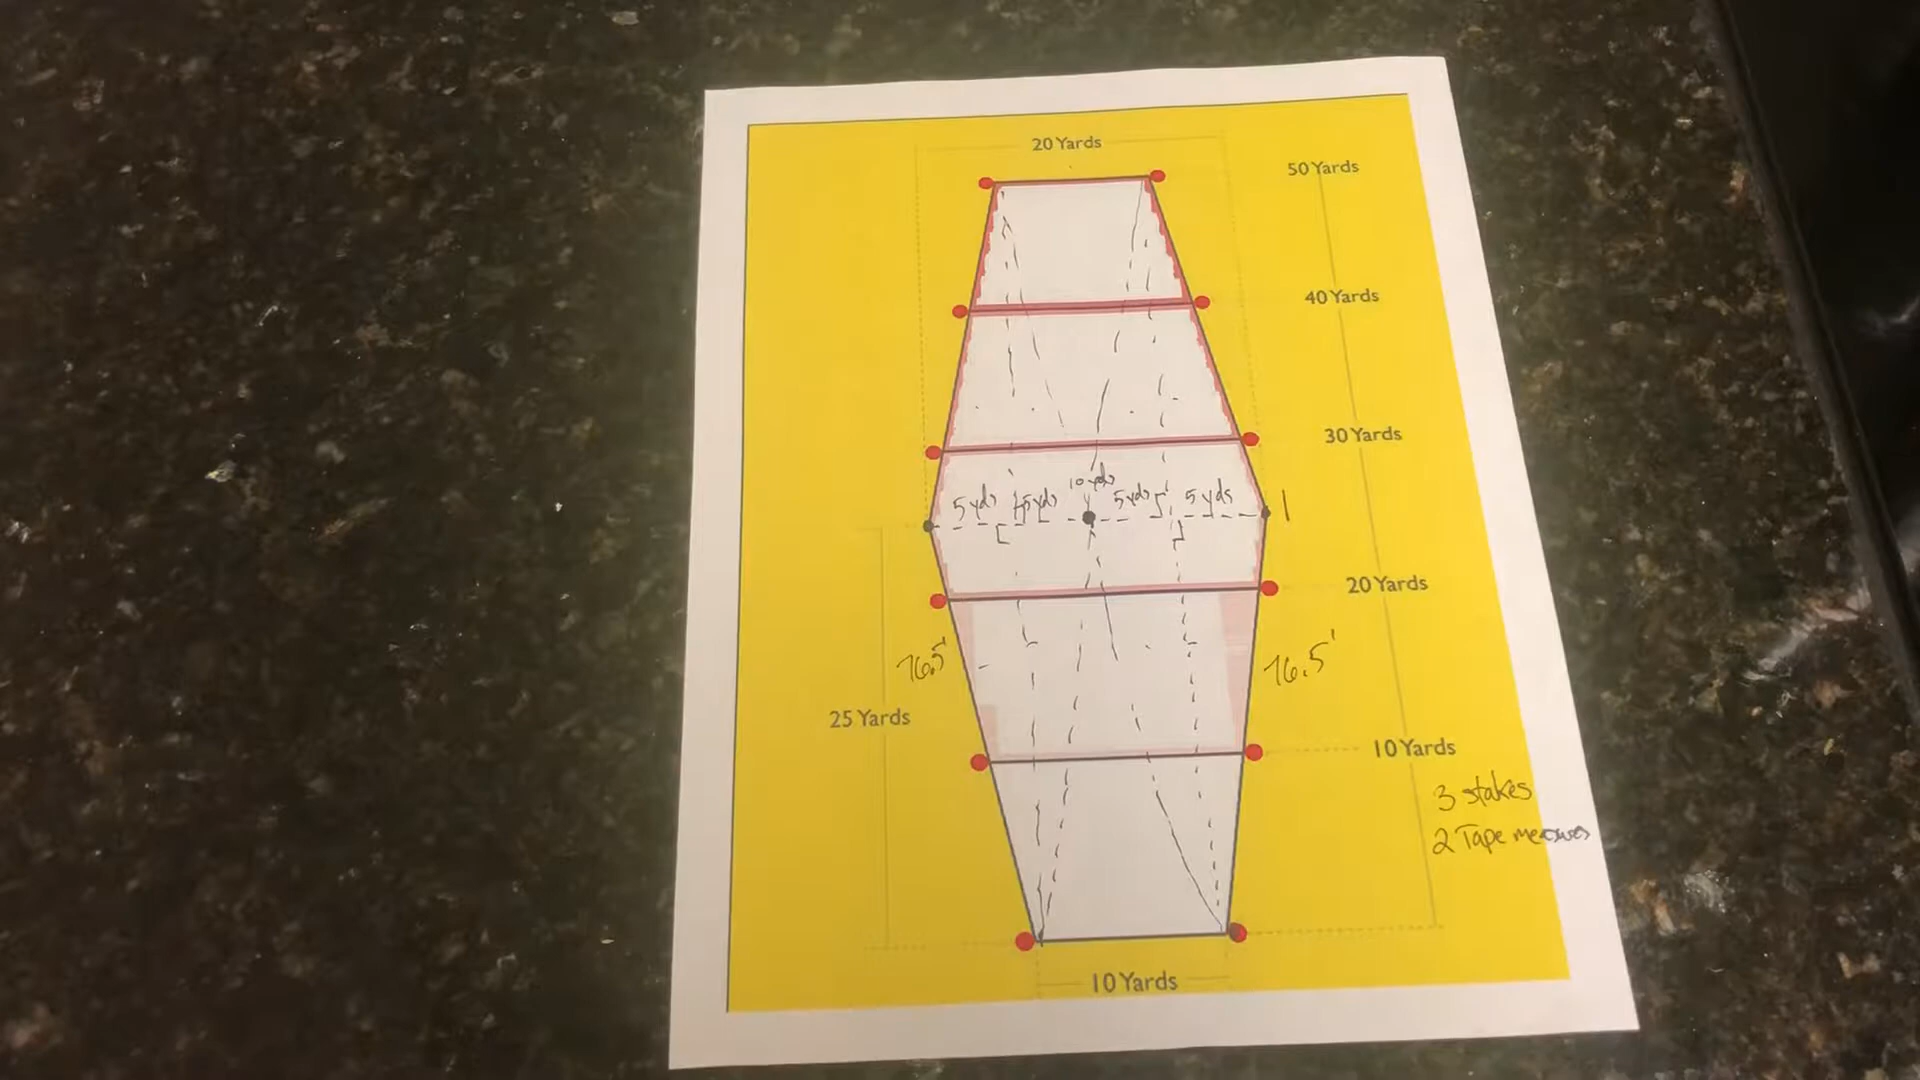 20 Yards
50 Yards
40 Yards
30 Yards
10 yds
5 yds 5 yds 5 yds 5 yds
20 Yards
76.5' 76.5'
25 Yards
10 Yards
3 stakes
2 Tape measures
10 Yards